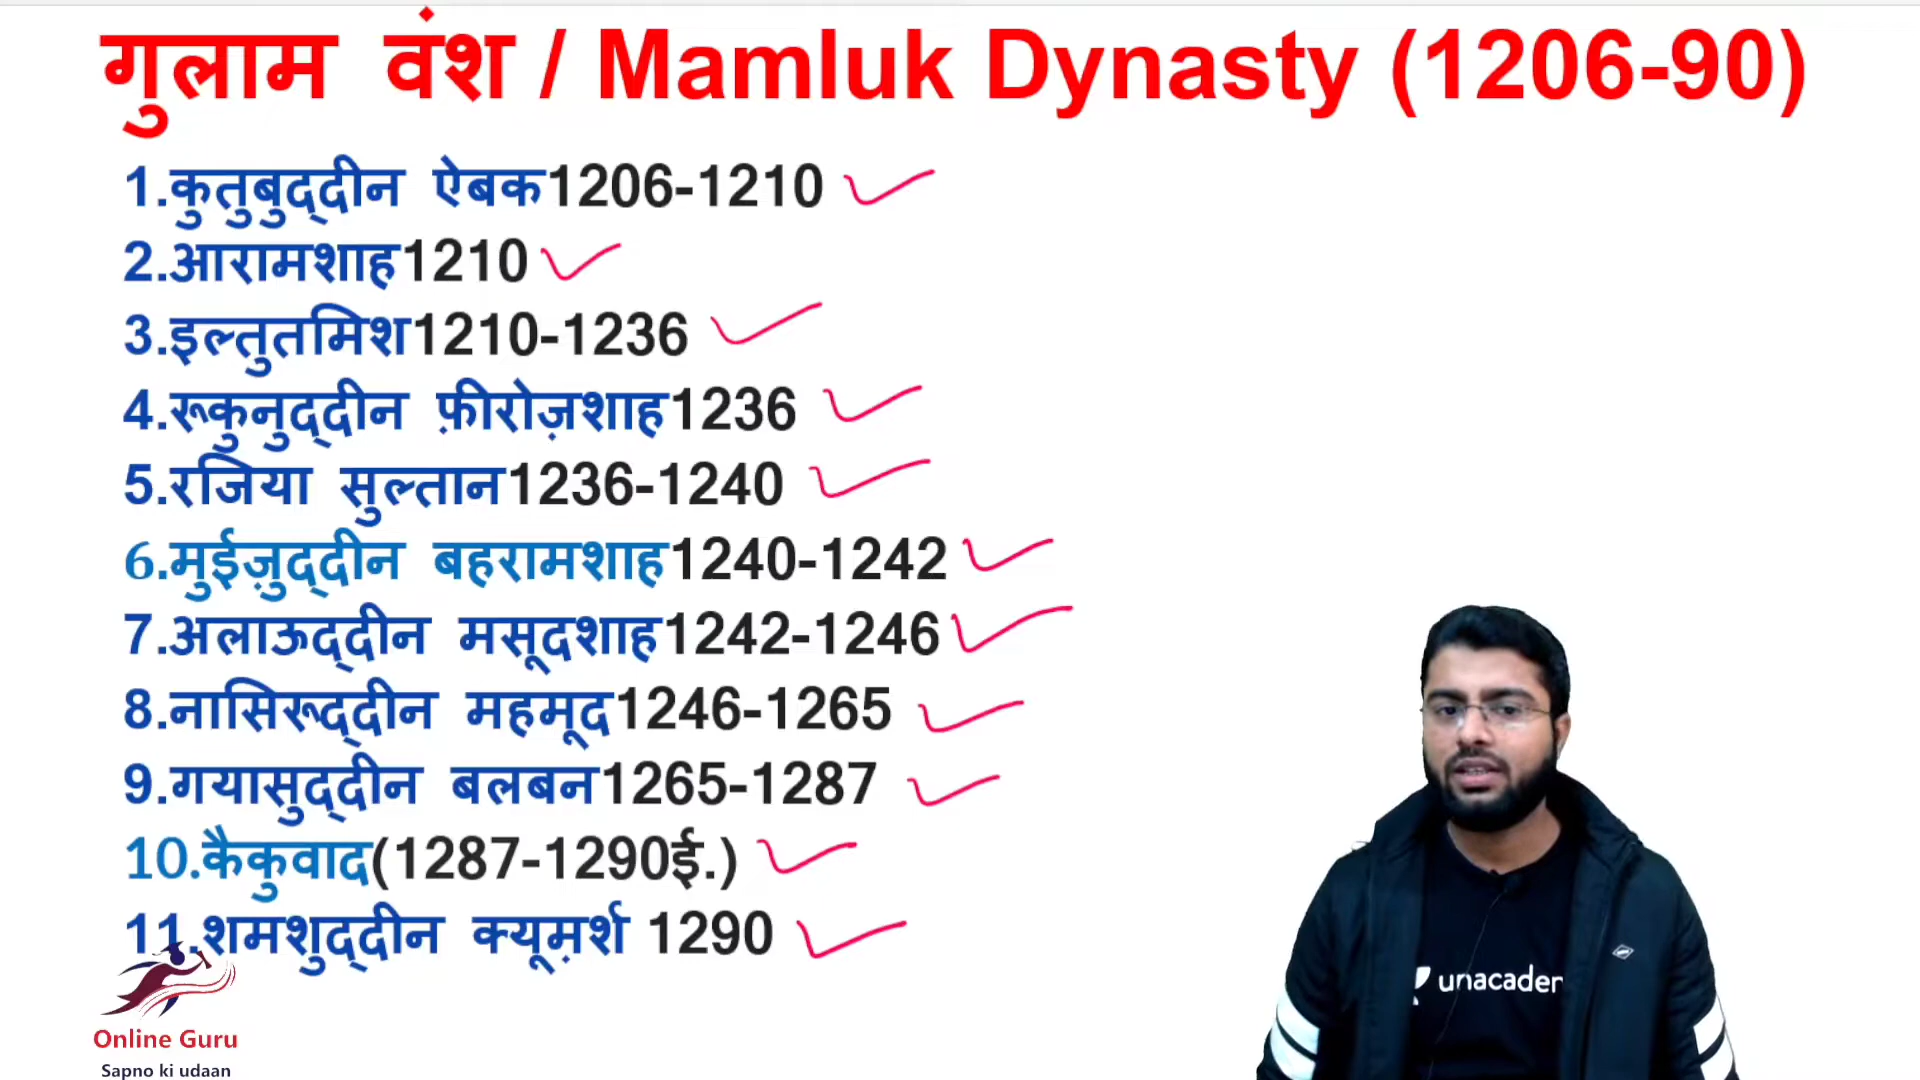 गुलाम वंश / Mamluk Dynasty (1206-90)
1.कुतुबुद्दीन ऐबक1206-1210
2.आरामशाह1210
3.इल्तुतमिश1210-1236
4.रूकुनुद्दीन फ़ीरोज़शाह1236
5.रजिया सुल्तान1236-1240
6.मुईज़ुद्दीन बहरामशाह1240-1242
7.अलाऊद्दीन मसूदशाह1242-1246
8.नासिरूद्दीन महमूद1246-1265
9.गयासुद्दीन बलबन1265-1287
10.कैकुवाद(1287-1290ई.)
11.शमशुद्दीन क्यूम़र्श 1290
Online Guru
Sapno ki udaan
unacadem